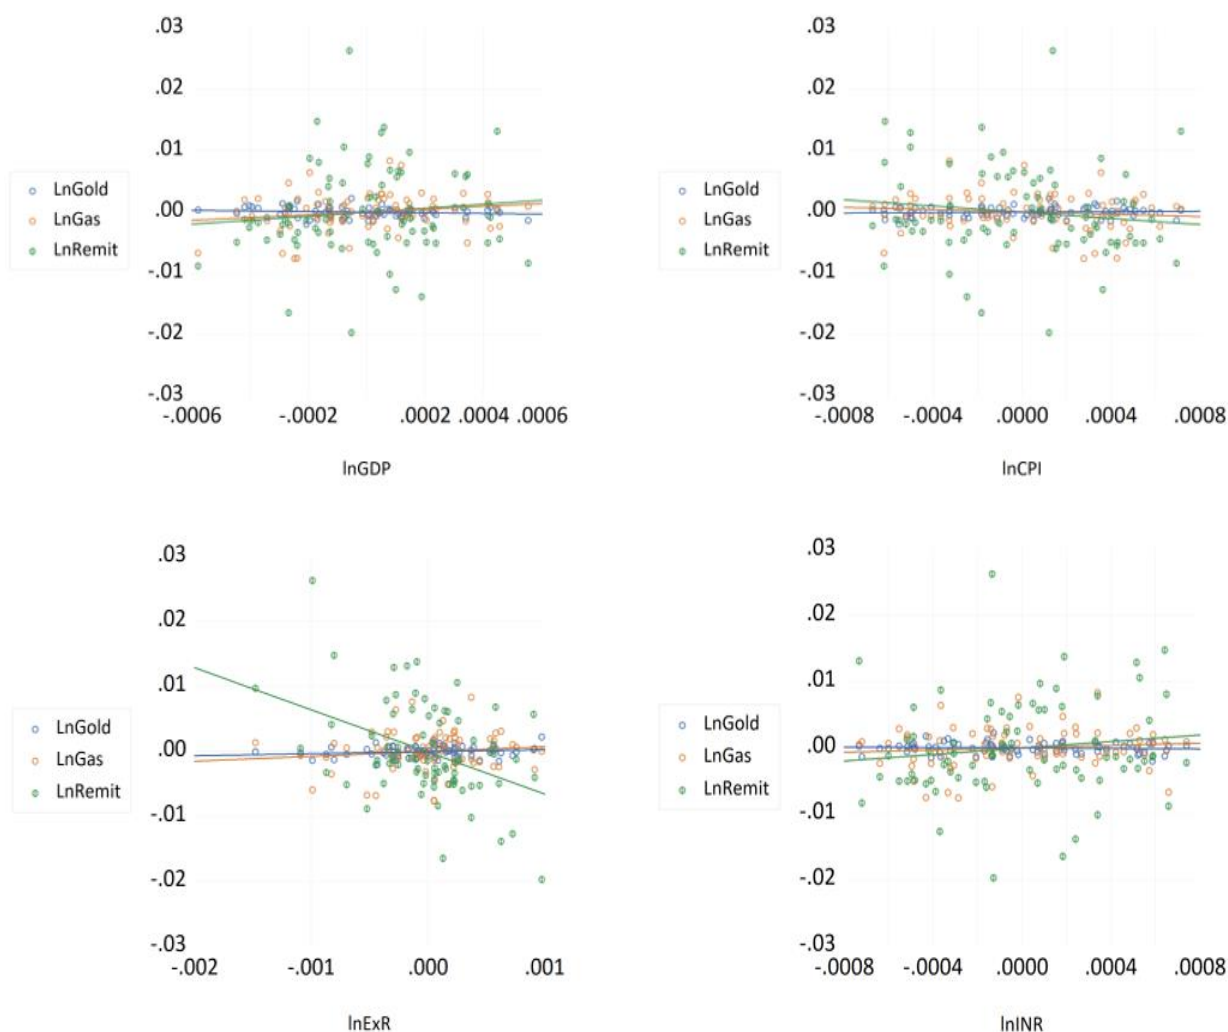 .03
.02
.01
.00
-.01
-.02
-.03
LnGold
LnGas
LnRemit
-.0006 -.0002 .0002 .0004 .0006
lnGDP
.03
.02
.01
.00
-.01
-.02
-.03
LnGold
LnGas
LnRemit
-.0008 -.0004 .0000 .0004 .0008
lnCPI
.03
.02
.01
.00
-.01
-.02
-.03
LnGold
LnGas
LnRemit
-.002 -.001 .000 .001
lnExR
.03
.02
.01
.00
-.01
-.02
-.03
LnGold
LnGas
LnRemit
-.0008 -.0004 .0000 .0004 .0008
lnINR